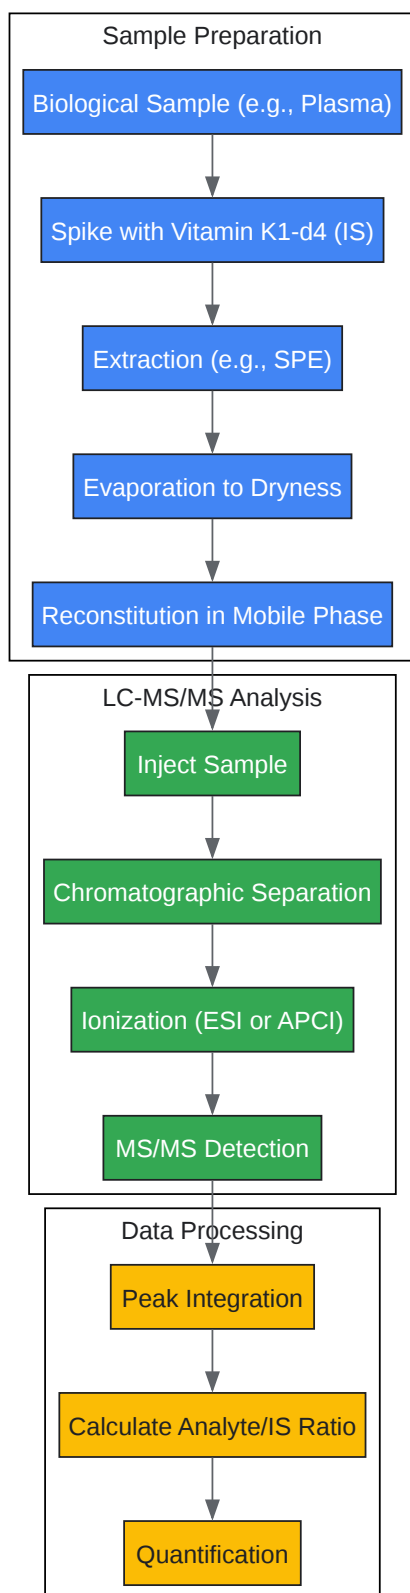 Sample Preparation
Biological Sample (e.g., Plasma)
Spike with Vitamin K1-d4 (IS)
Extraction (e.g., SPE)
Evaporation to Dryness
Reconstitution in Mobile Phase
LC-MS/MS Analysis
Inject Sample
Chromatographic Separation
Ionization (ESI or APCI)
MS/MS Detection
Data Processing
Peak Integration
Calculate Analyte/IS Ratio
Quantification